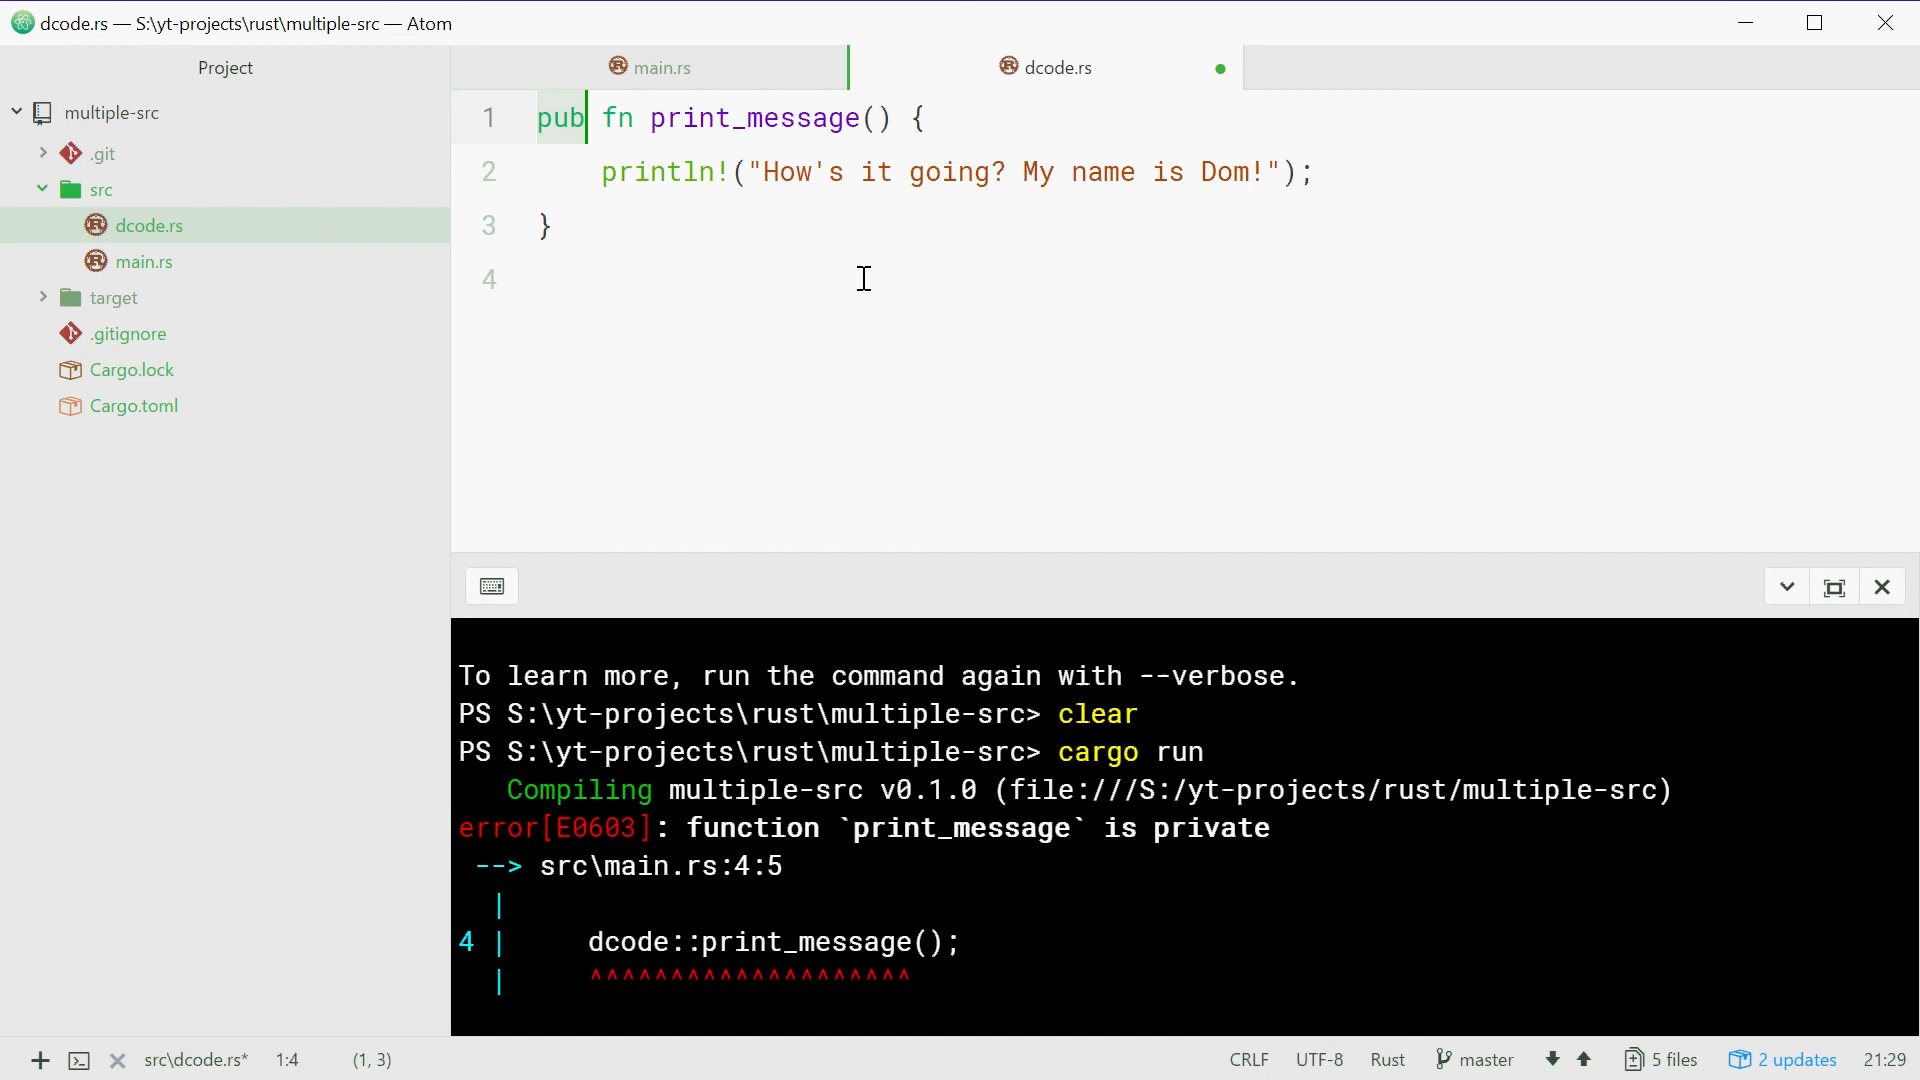 dcode.rs — S:\yt-projects\rust\multiple-src — Atom
Project
main.rs
dcode.rs
multiple-src
.git
src
dcode.rs
main.rs
target
.gitignore
Cargo.lock
Cargo.toml
1 pub fn print_message() {
2 println!("How's it going? My name is Dom!");
3 }
4
To learn more, run the command again with --verbose.
PS S:\yt-projects\rust\multiple-src> clear
PS S:\yt-projects\rust\multiple-src> cargo run
Compiling multiple-src v0.1.0 (file:///S:/yt-projects/rust/multiple-src)
error[E0603]: function `print_message` is private
--> src\main.rs:4:5
|
4 | dcode::print_message();
| ^^^^^^^^^^^^^^^^^^^^
src\dcode.rs* 1:4 (1, 3) CRLF UTF-8 Rust master 5 files 2 updates 21:29